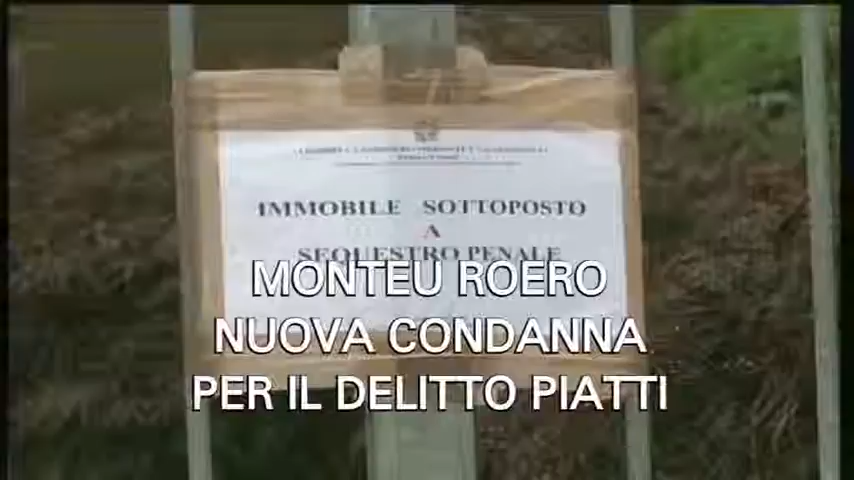 IMMOBILE SOTTOPOSTO
A
SEQUESTRO PENALE
MONTEU ROERO
NUOVA CONDANNA
PER IL DELITTO PIATTI